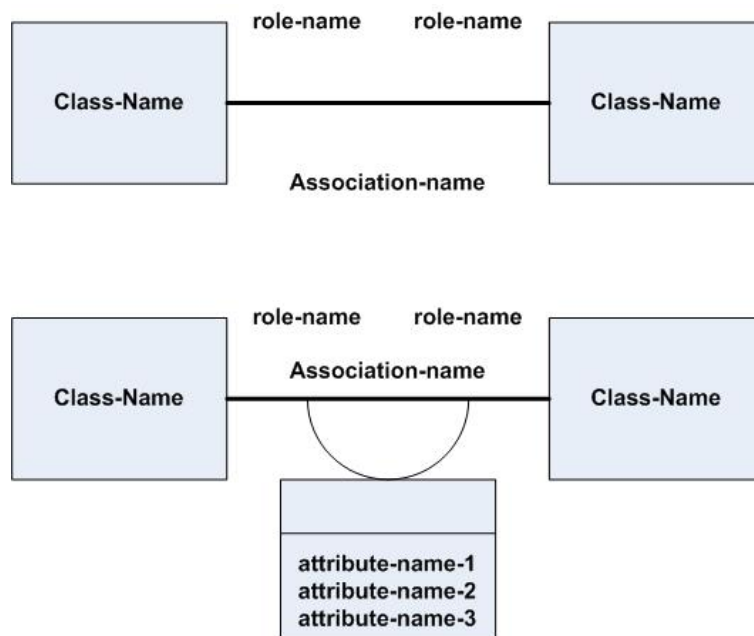 role-name role-name
Class-Name Class-Name
Association-name
role-name role-name
Association-name
Class-Name Class-Name
attribute-name-1
attribute-name-2
attribute-name-3